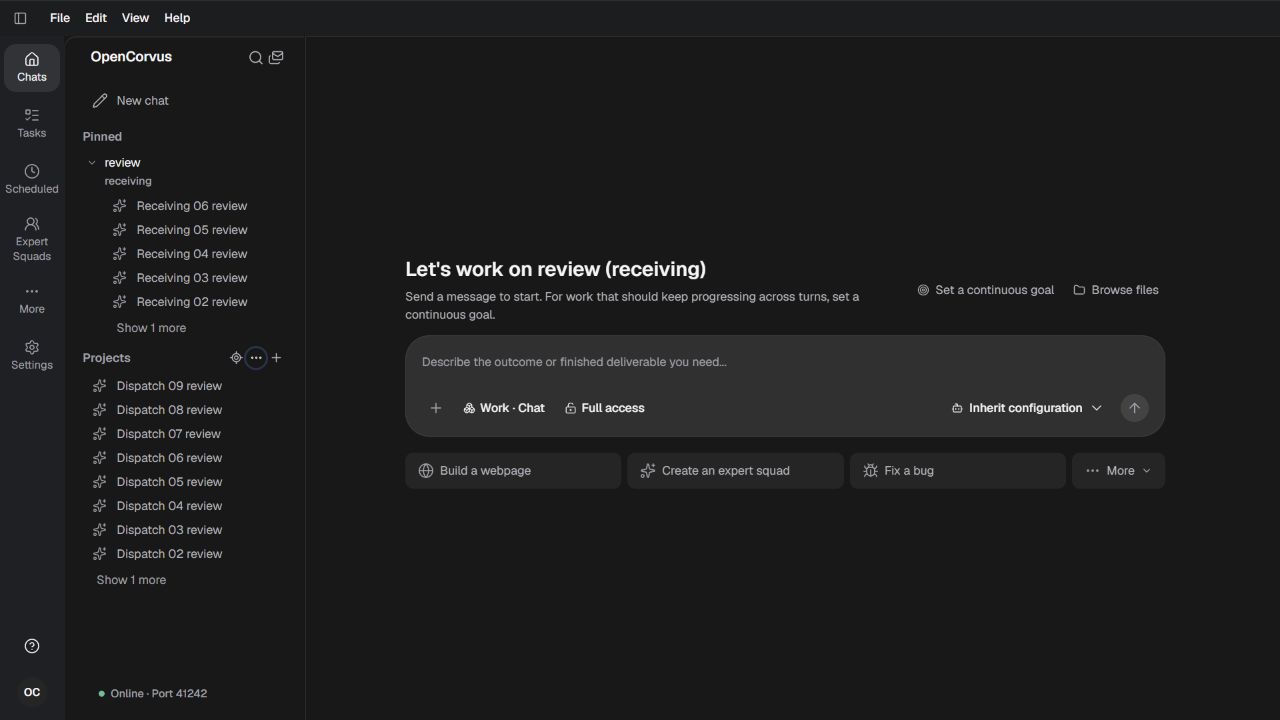 File Edit View Help
Chats
Tasks
Scheduled
Expert
Squads
More
Settings
OC
OpenCorvus
New chat
Pinned
review
receiving
Receiving 06 review
Receiving 05 review
Receiving 04 review
Receiving 03 review
Receiving 02 review
Show 1 more
Projects
Dispatch 09 review
Dispatch 08 review
Dispatch 07 review
Dispatch 06 review
Dispatch 05 review
Dispatch 04 review
Dispatch 03 review
Dispatch 02 review
Show 1 more
Online · Port 41242
Let's work on review (receiving)
Send a message to start. For work that should keep progressing across turns, set a
continuous goal.
Set a continuous goal
Browse files
Describe the outcome or finished deliverable you need...
Work · Chat
Full access
Inherit configuration
Build a webpage
Create an expert squad
Fix a bug
More